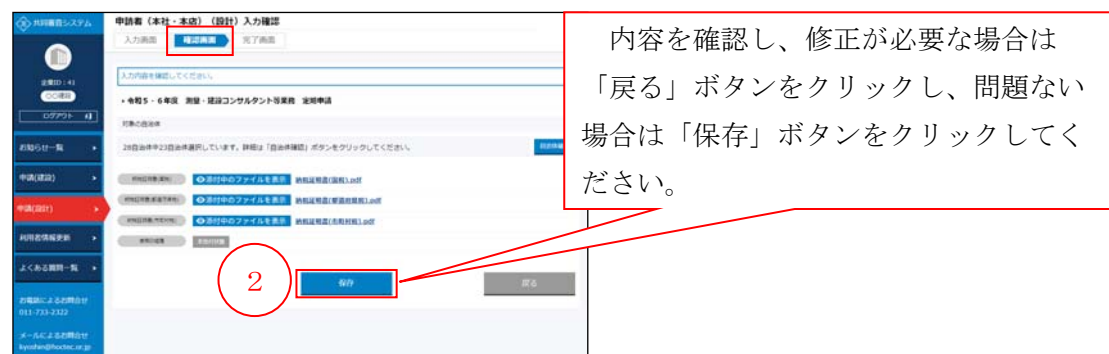 共同審査システム
企業ID：41
○○建設
ログアウト
お知らせ一覧
申請(建設)
申請(設計)
利用者情報更新
よくある質問一覧
お電話によるお問合せ
011-733-2322
メールによるお問合せ
kyoshin@hoctec.or.jp
申請者（本社・本店）（設計）入力確認
入力画面
確認画面
完了画面
入力内容を確認してください。
令和5・6年度 測量・建設コンサルタント等業務 定期申請
対象の自治体
28自治体中23自治体選択しています。詳細は「自治体確認」ボタンをクリックしてください。
添付中のファイルを表示 納税証明書(国税).pdf
添付中のファイルを表示 納税証明書(都道府県税).pdf
添付中のファイルを表示 納税証明書(市町村税).pdf
2
保存
戻る
内容を確認し、修正が必要な場合は
「戻る」ボタンをクリックし、問題ない
場合は「保存」ボタンをクリックしてく
ださい。